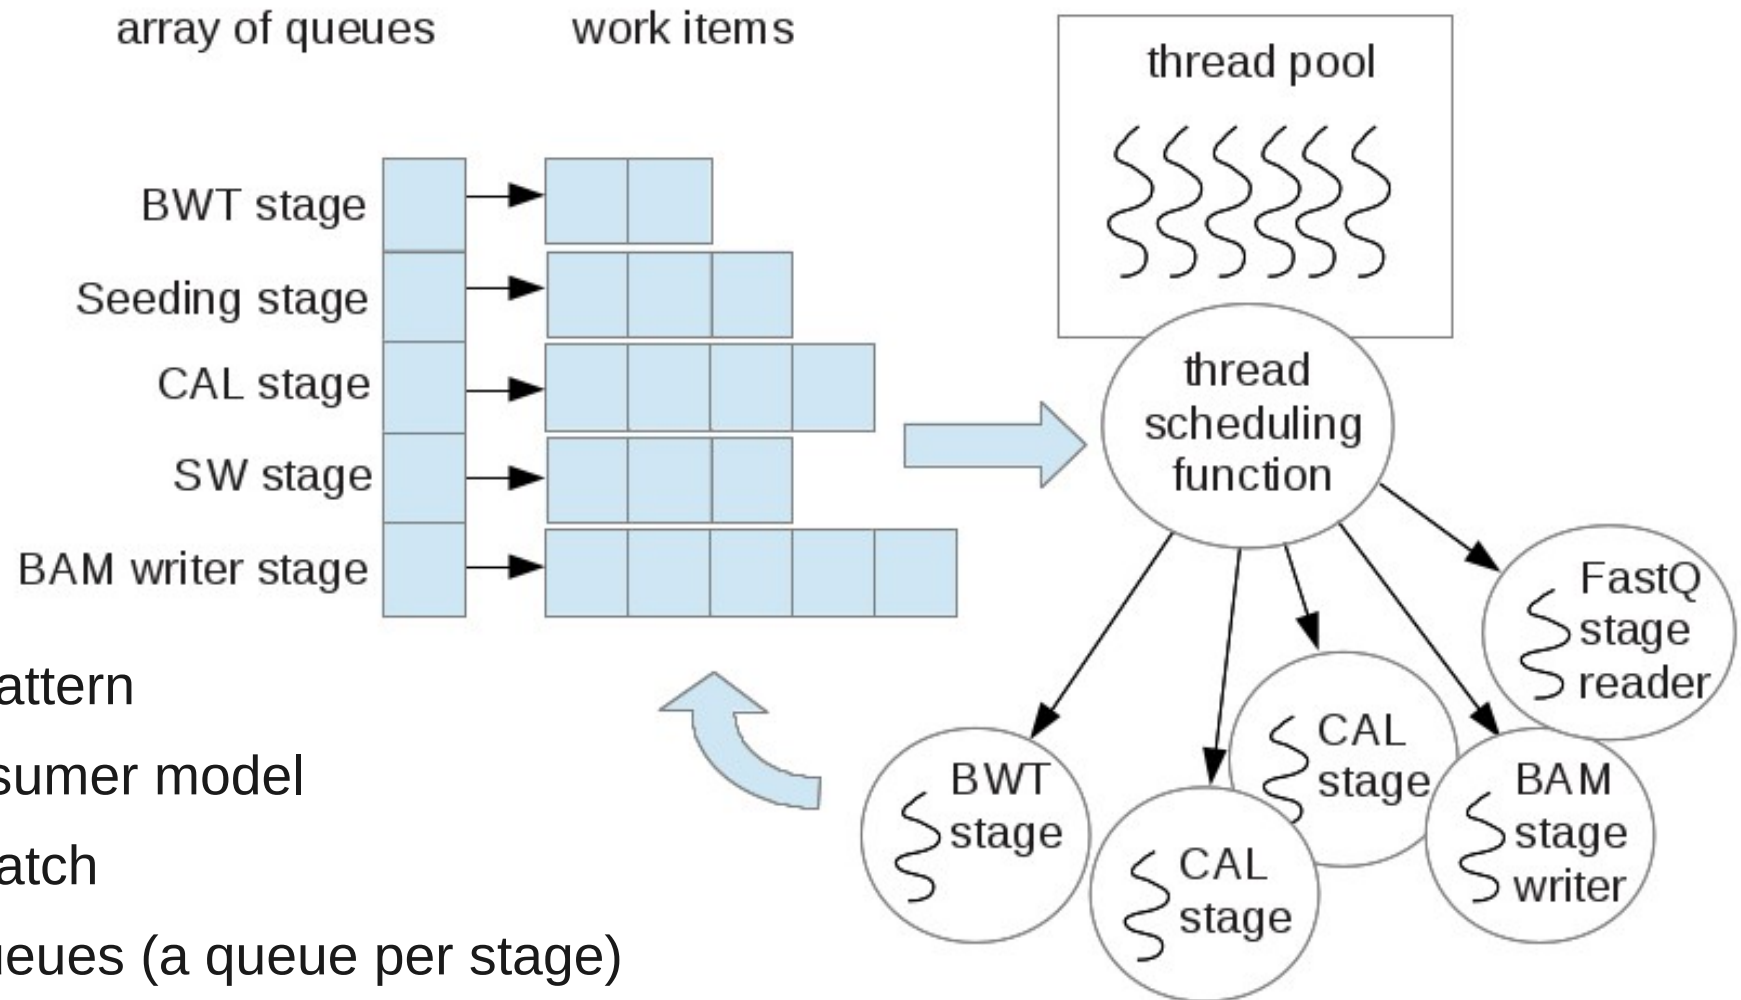 array of queues
work items
thread pool
BWT stage
Seeding stage
CAL stage
SW stage
BAM writer stage
thread
scheduling
function
FastQ
stage
reader
CAL
stage
BWT
stage
BAM
stage
writer
CAL
stage
attern
sumer model
atch
eues (a queue per stage)